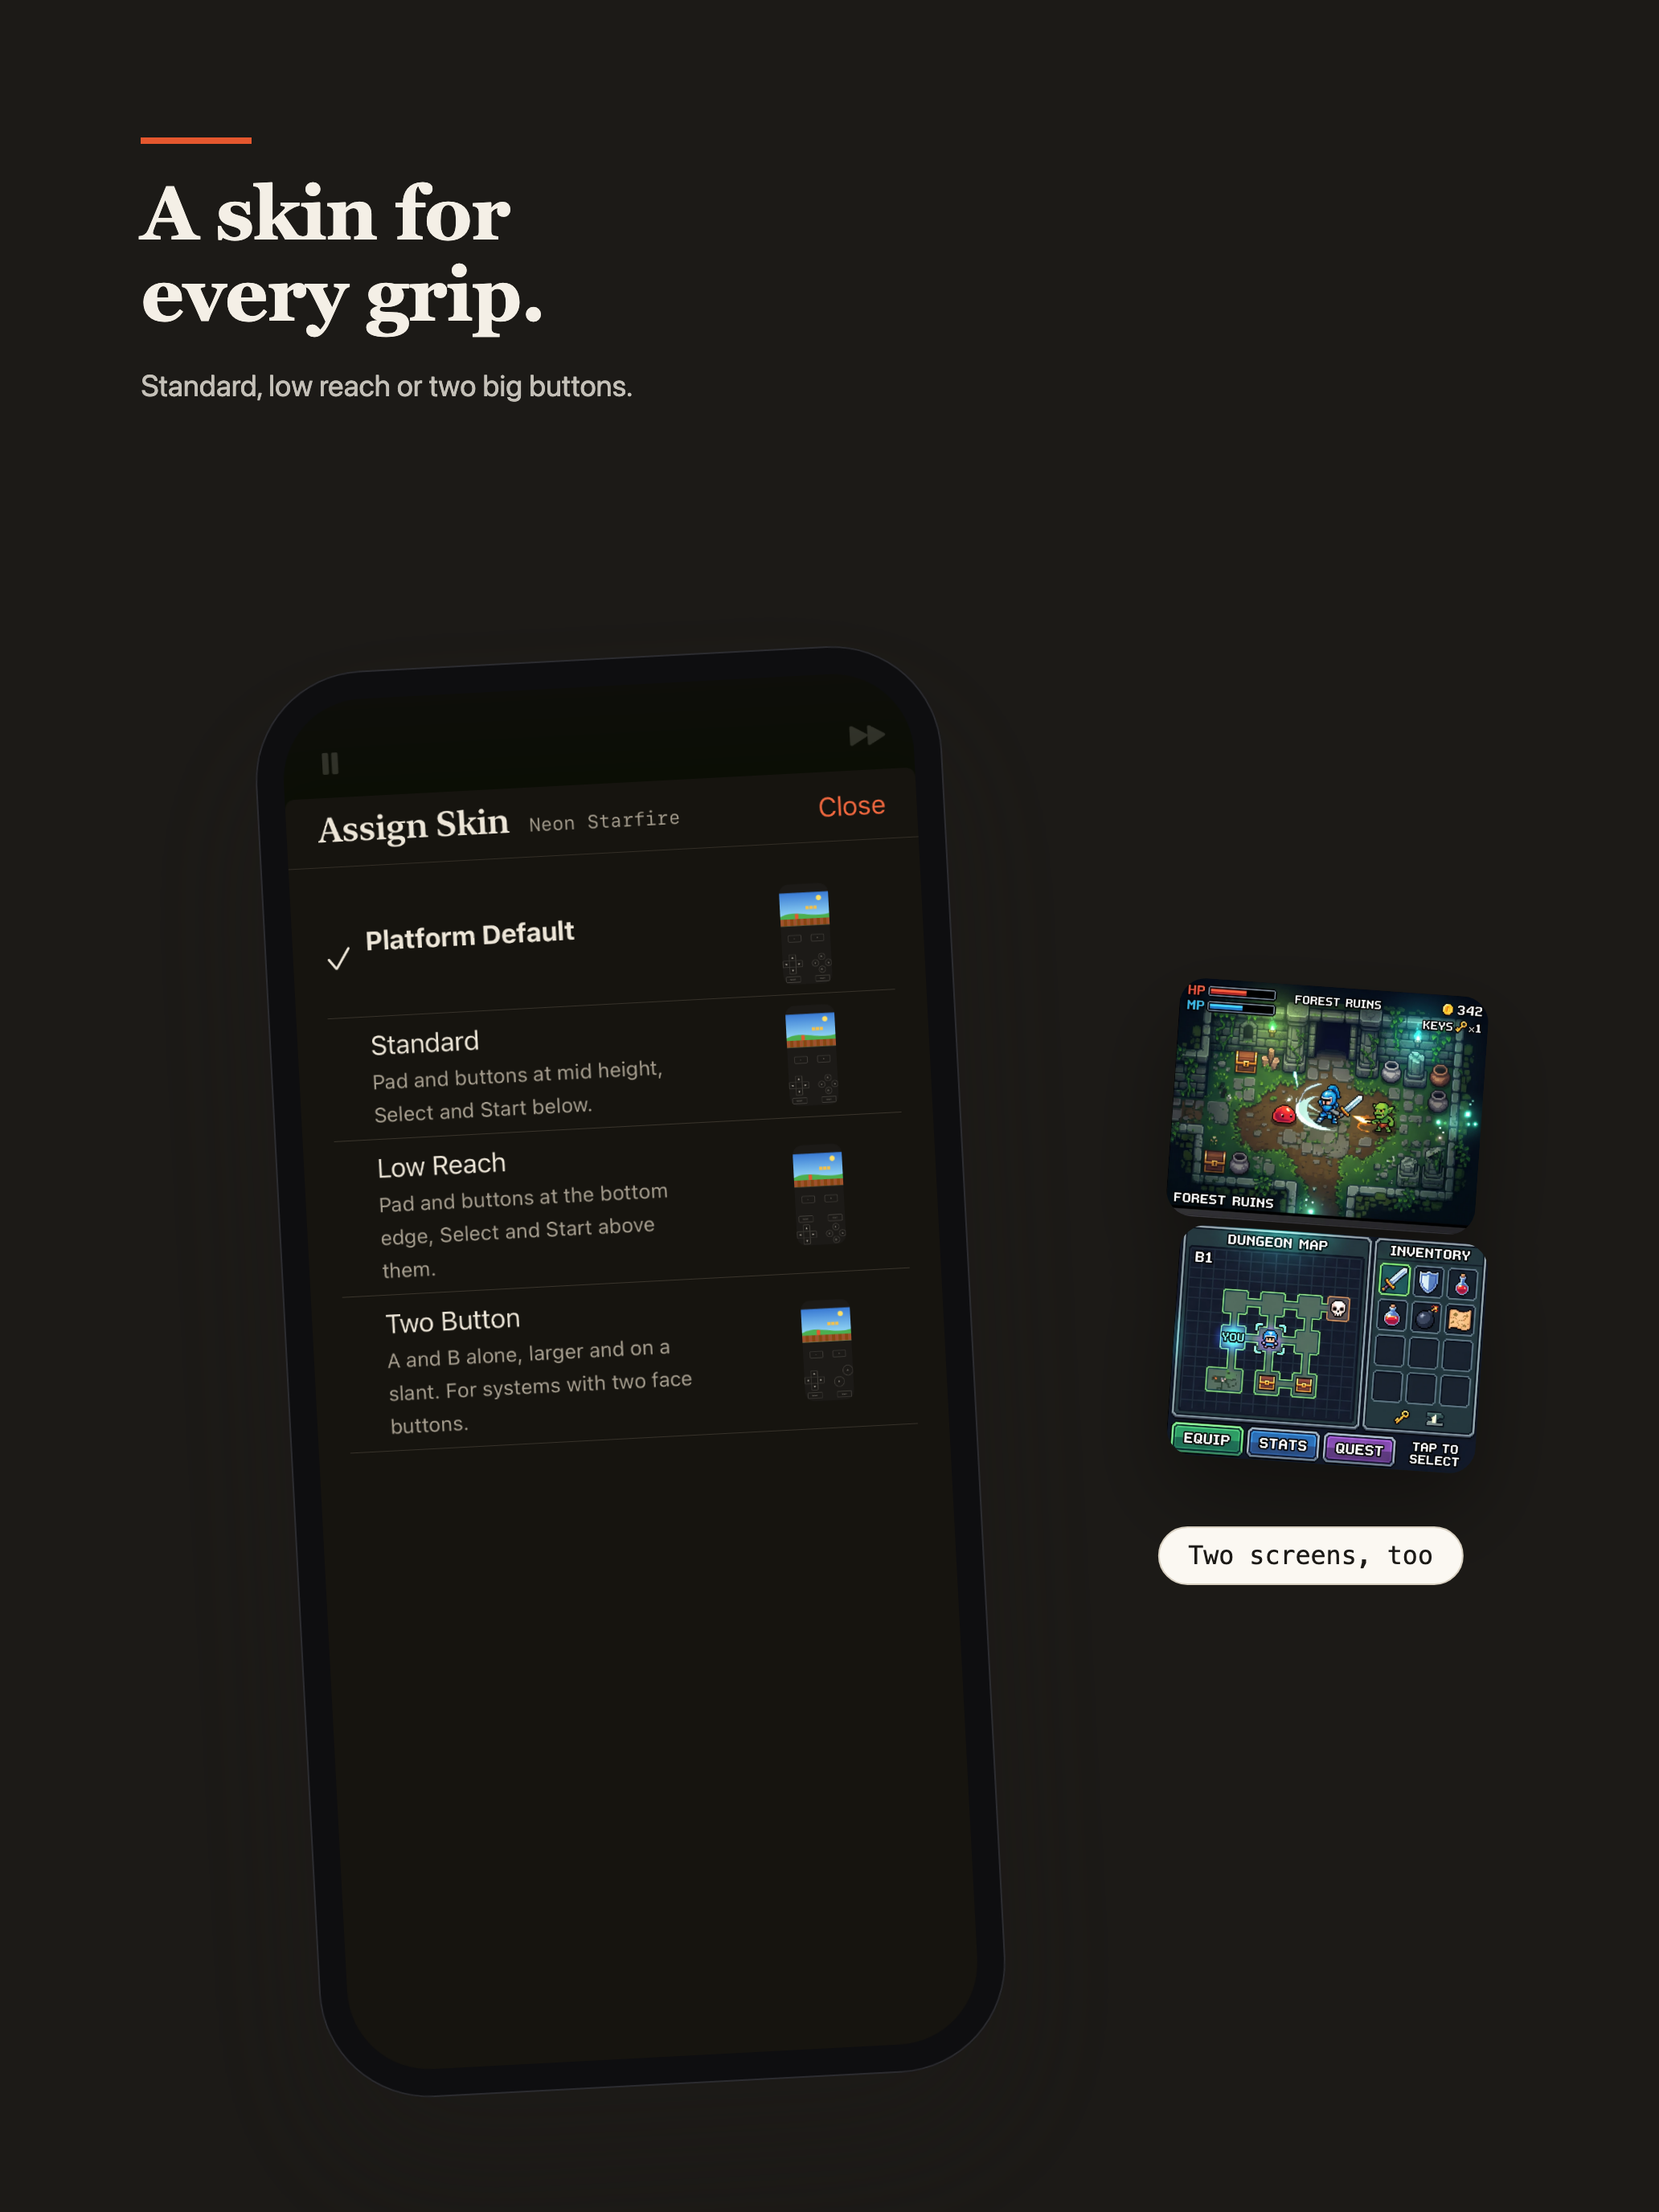 A skin for
every grip.
Standard, low reach or two big buttons.
Assign Skin Neon Starfire Close
Platform Default
Standard
Pad and buttons at mid height,
Select and Start below.
Low Reach
Pad and buttons at the bottom
edge, Select and Start above
them.
Two Button
A and B alone, larger and on a
slant. For systems with two face
buttons.
HP
MP
FOREST RUINS
342
KEYS x1
FOREST RUINS
DUNGEON MAP
B1
YOU
INVENTORY
EQUIP
STATS
QUEST
TAP TO
SELECT
Two screens, too